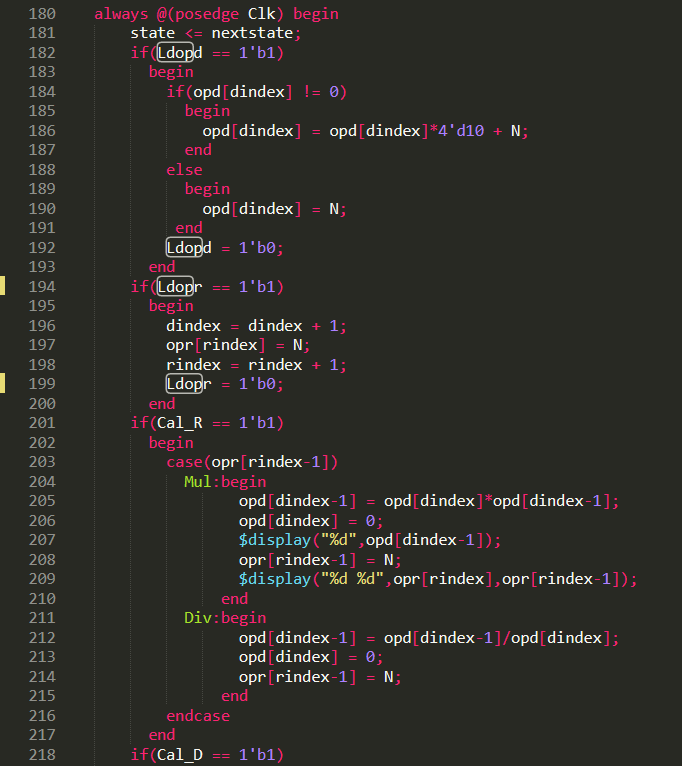 180 always @(posedge Clk) begin
181 state <= nextstate;
182 if(Ldopd == 1'b1)
183 begin
184 if(opd[dindex] != 0)
185 begin
186 opd[dindex] = opd[dindex]*4'd10 + N;
187 end
188 else
189 begin
190 opd[dindex] = N;
191 end
192 Ldopd = 1'b0;
193 end
194 if(Ldopr == 1'b1)
195 begin
196 dindex = dindex + 1;
197 opr[rindex] = N;
198 rindex = rindex + 1;
199 Ldopr = 1'b0;
200 end
201 if(Cal_R == 1'b1)
202 begin
203 case(opr[rindex-1])
204 Mul:begin
205 opd[dindex-1] = opd[dindex]*opd[dindex-1];
206 opd[dindex] = 0;
207 $display("%d",opd[dindex-1]);
208 opr[rindex-1] = N;
209 $display("%d %d",opr[rindex],opr[rindex-1]);
210 end
211 Div:begin
212 opd[dindex-1] = opd[dindex-1]/opd[dindex];
213 opd[dindex] = 0;
214 opr[rindex-1] = N;
215 end
216 endcase
217 end
218 if(Cal_D == 1'b1)